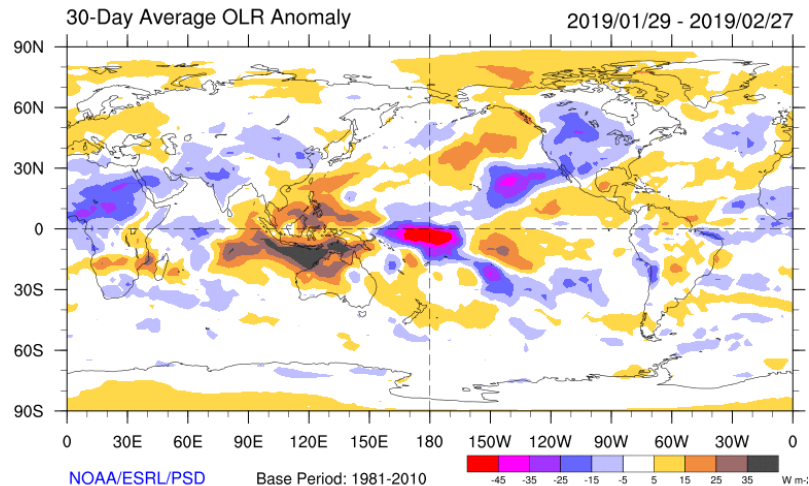 30-Day Average OLR Anomaly 2019/01/29 - 2019/02/27
90N
60N
30N
0
30S
60S
90S
0 30E 60E 90E 120E 150E 180 150W 120W 90W 60W 30W 0
-45 -35 -25 -15 -5 5 15 25 35
NOAA/ESRL/PSD Base Period: 1981-2010